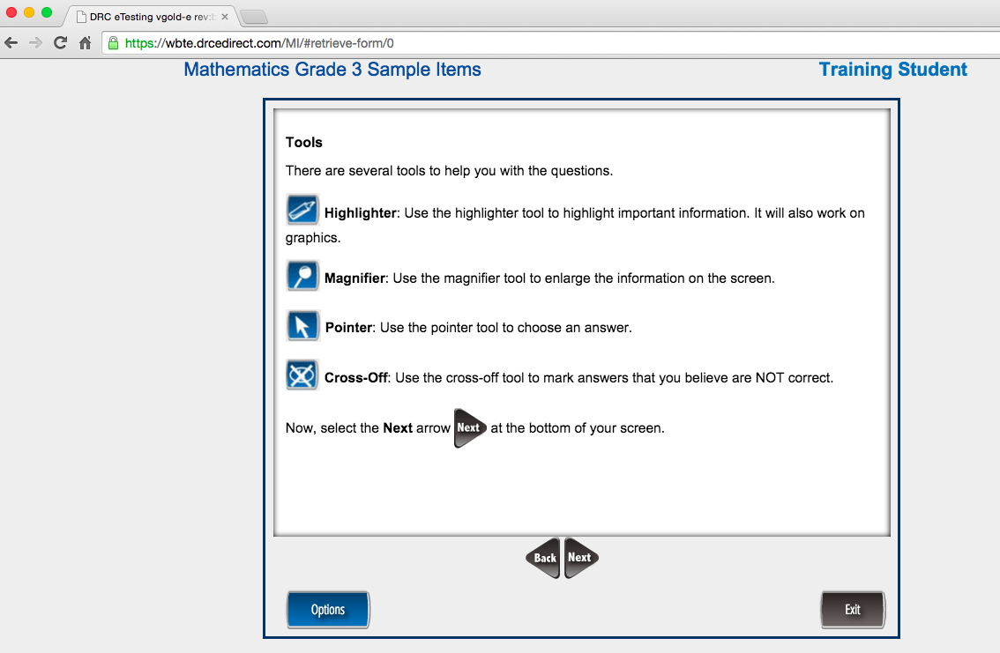 DRC eTesting vgold-e rev:
https://wbte.drcedirect.com/MI/#retrieve-form/0
Mathematics Grade 3 Sample Items
Training Student
Tools
There are several tools to help you with the questions.
Highlighter: Use the highlighter tool to highlight important information. It will also work on
graphics.
Magnifier: Use the magnifier tool to enlarge the information on the screen.
Pointer: Use the pointer tool to choose an answer.
Cross-Off: Use the cross-off tool to mark answers that you believe are NOT correct.
Now, select the Next arrow Next at the bottom of your screen.
Back Next
Options
Exit